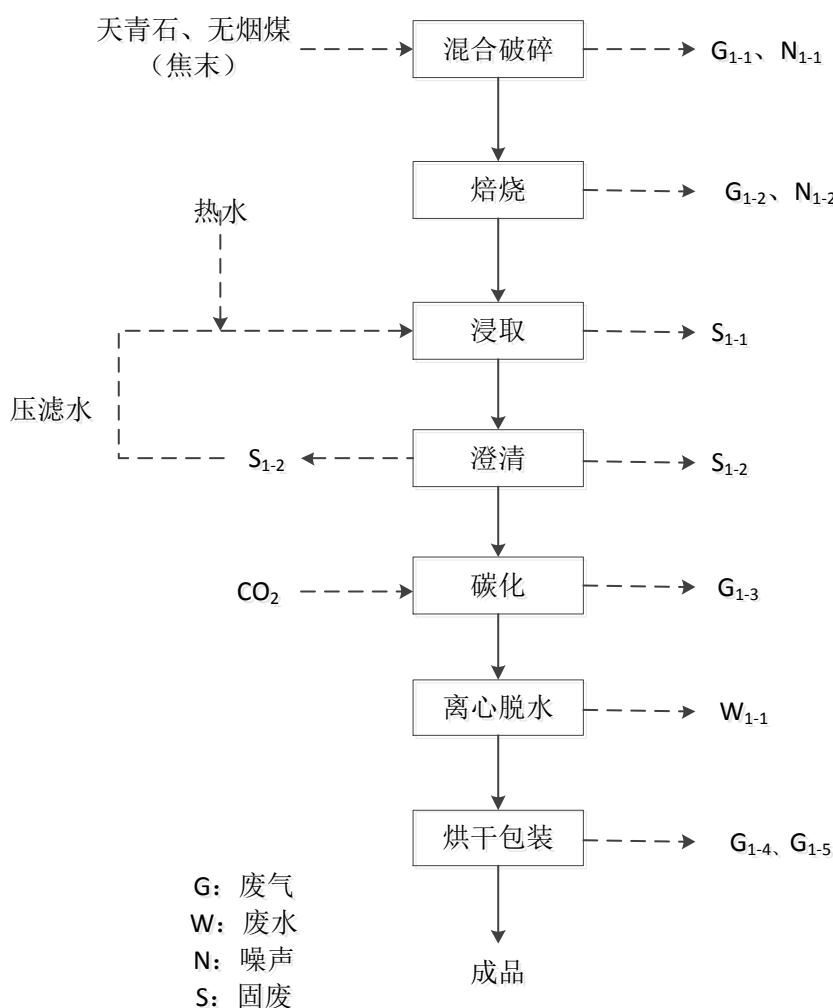 天青石、无烟煤
（焦末）
混合破碎
G1-1、N1-1
焙烧
G1-2、N1-2
热水
浸取
S1-1
压滤水
S1-2
澄清
S1-2
CO2
碳化
G1-3
离心脱水
W1-1
烘干包装
G1-4、G1-5
G：废气
W：废水
N：噪声
S：固废
成品